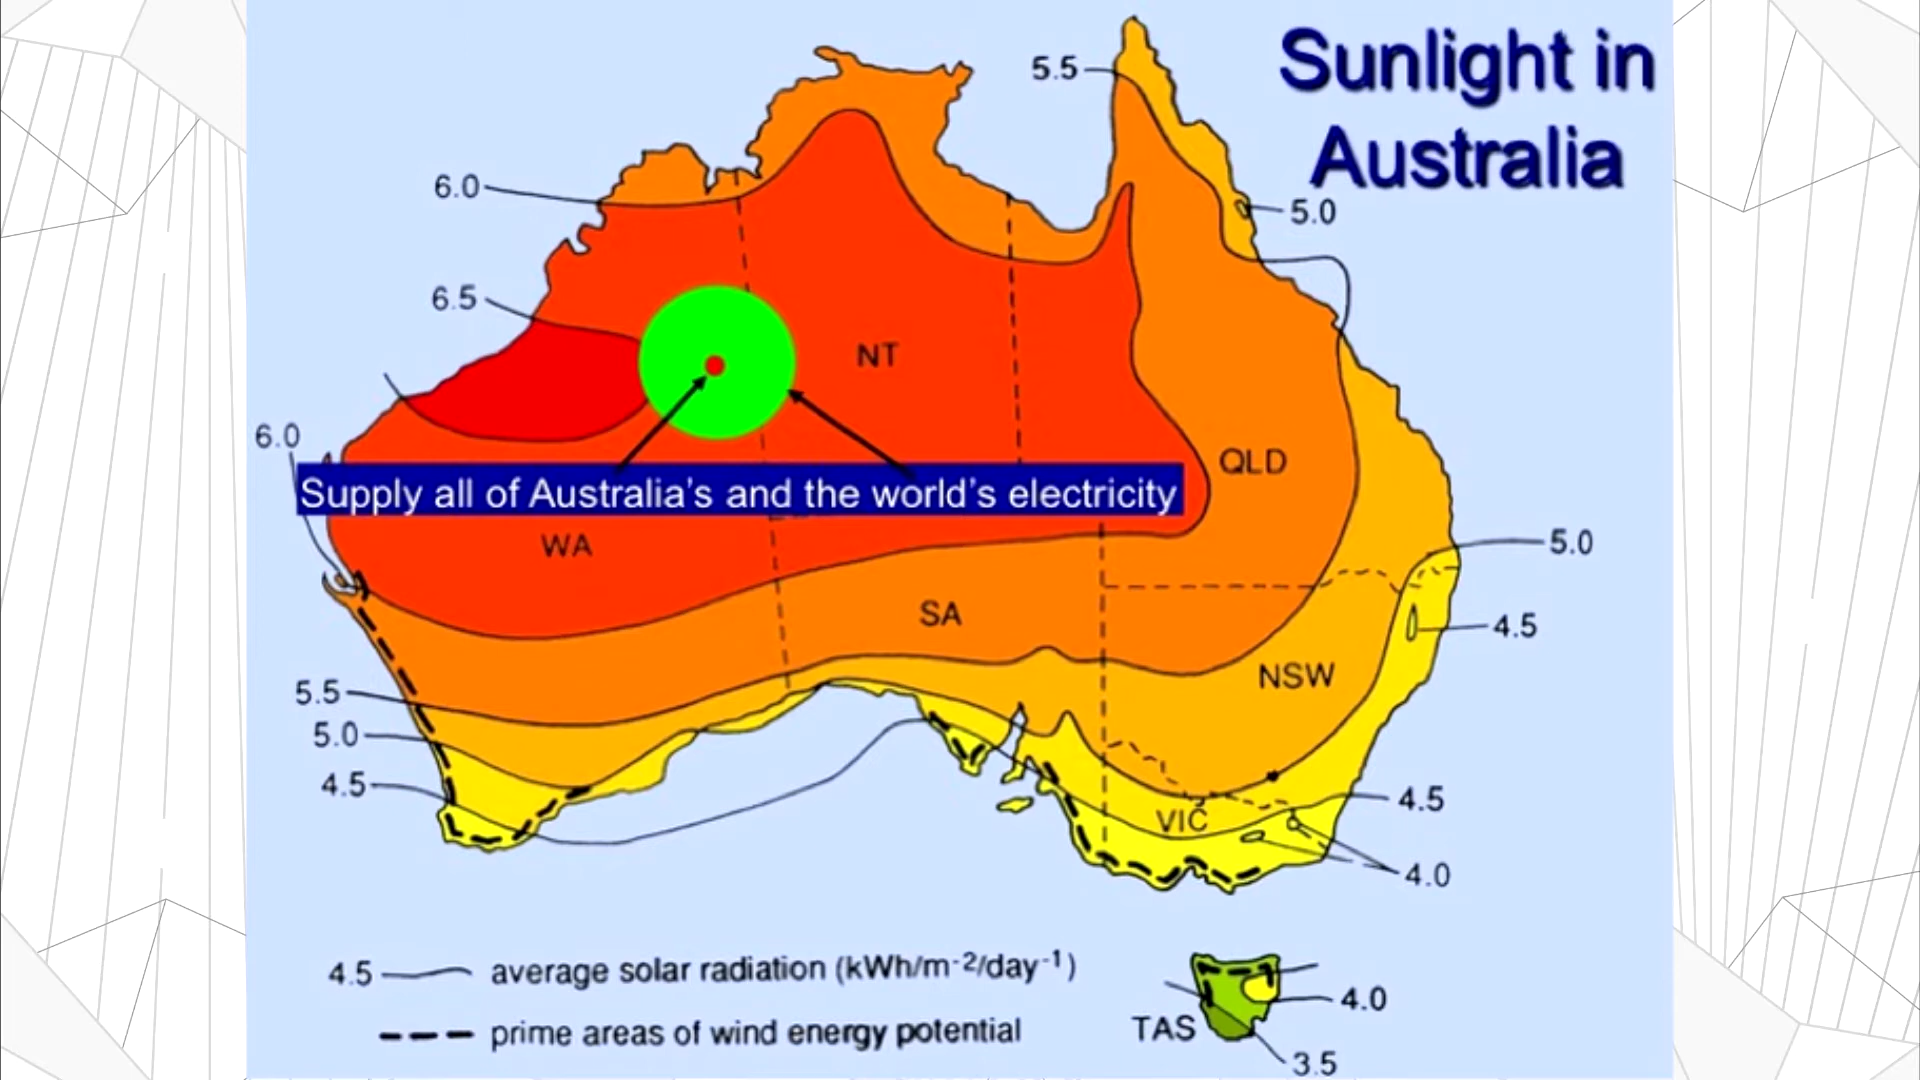 Sunlight in
Australia
5.5
6.0
5.0
6.5
NT
6.0
QLD
Supply all of Australia's and the world's electricity
WA
5.0
SA
4.5
NSW
5.5
5.0
4.5
4.5
VIC
4.0
4.5 average solar radiation (kWh/m-2/day-1)
4.0
prime areas of wind energy potential
TAS
3.5